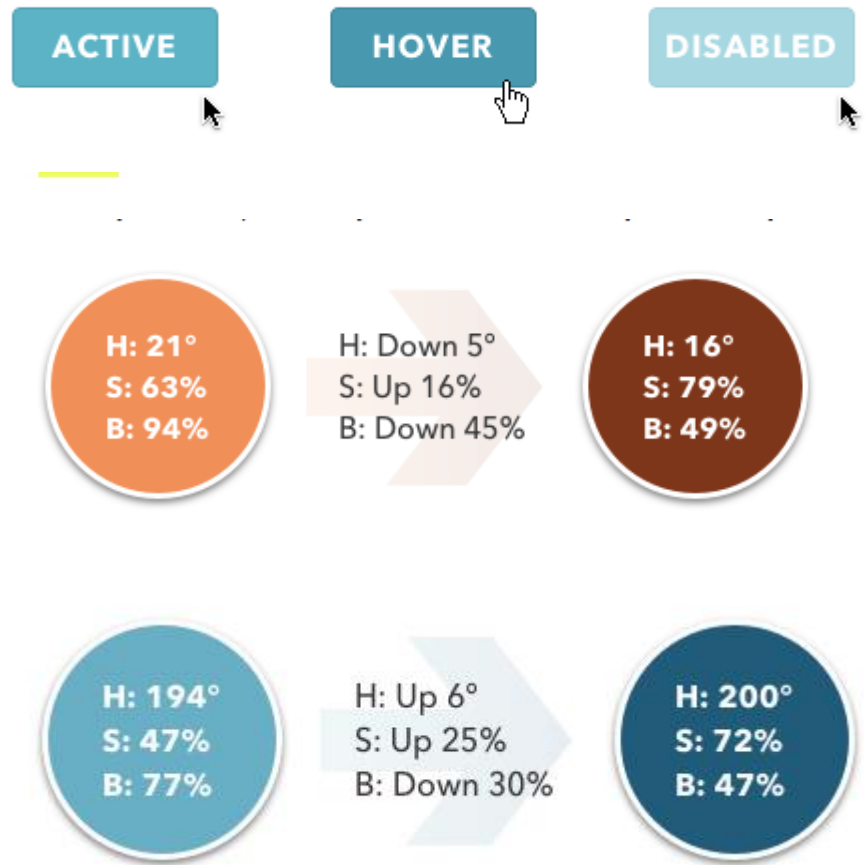 ACTIVE
HOVER
DISABLED
H: 21°
S: 63%
B: 94%
H: Down 5°
S: Up 16%
B: Down 45%
H: 16°
S: 79%
B: 49%
H: 194°
S: 47%
B: 77%
H: Up 6°
S: Up 25%
B: Down 30%
H: 200°
S: 72%
B: 47%